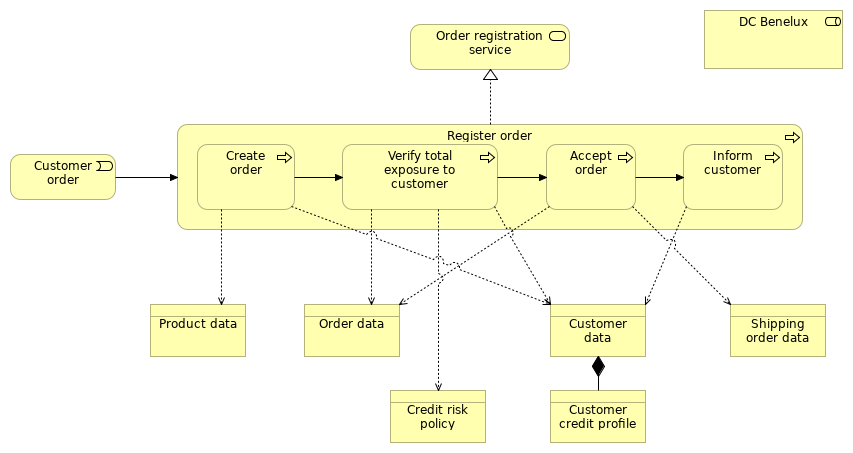 Order registration
service
DC Benelux
Register order
Customer
order
Create
order
Verify total
exposure to
customer
Accept
order
Inform
customer
Product data
Order data
Customer
data
Shipping
order data
Credit risk
policy
Customer
credit profile